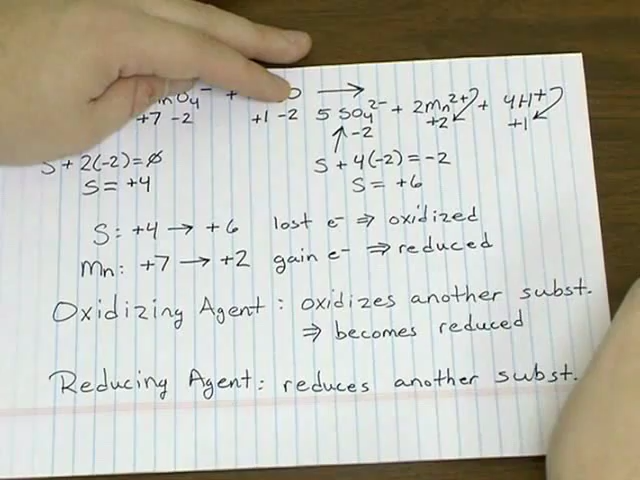 nO₄⁻ + O → 5 SO₄²⁻ + 2Mn²⁺ + 4H⁺
+7 -2 +1 -2 -2 +2 +1
S + 2(-2) = ∅ S + 4(-2) = -2
S = +4 S = +6
S: +4 → +6 lost e⁻ ⇒ oxidized
Mn: +7 → +2 gain e⁻ ⇒ reduced
Oxidizing Agent : oxidizes another subst.
⇒ becomes reduced
Reducing Agent: reduces another subst.